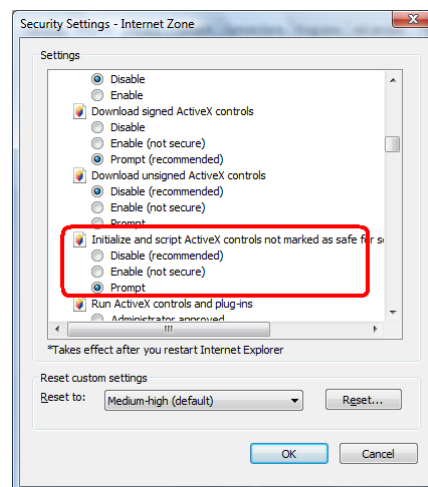 Security Settings - Internet Zone
Settings
Disable
Enable
Download signed ActiveX controls
Disable
Enable (not secure)
Prompt (recommended)
Download unsigned ActiveX controls
Disable (recommended)
Enable (not secure)
Prompt
Initialize and script ActiveX controls not marked as safe for s
Disable (recommended)
Enable (not secure)
Prompt
Run ActiveX controls and plug-ins
Administrator approved
*Takes effect after you restart Internet Explorer
Reset custom settings
Reset to:
Medium-high (default)
Reset...
OK
Cancel